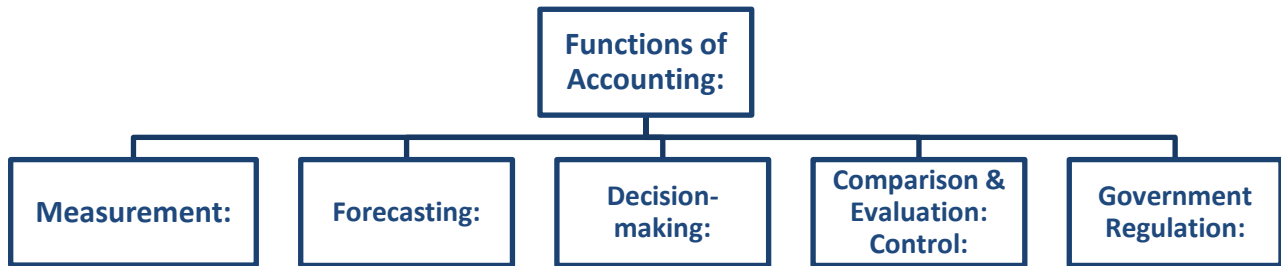 Functions of
Accounting:
Measurement:
Forecasting:
Decision-
making:
Comparison &
Evaluation:
Control:
Government
Regulation: